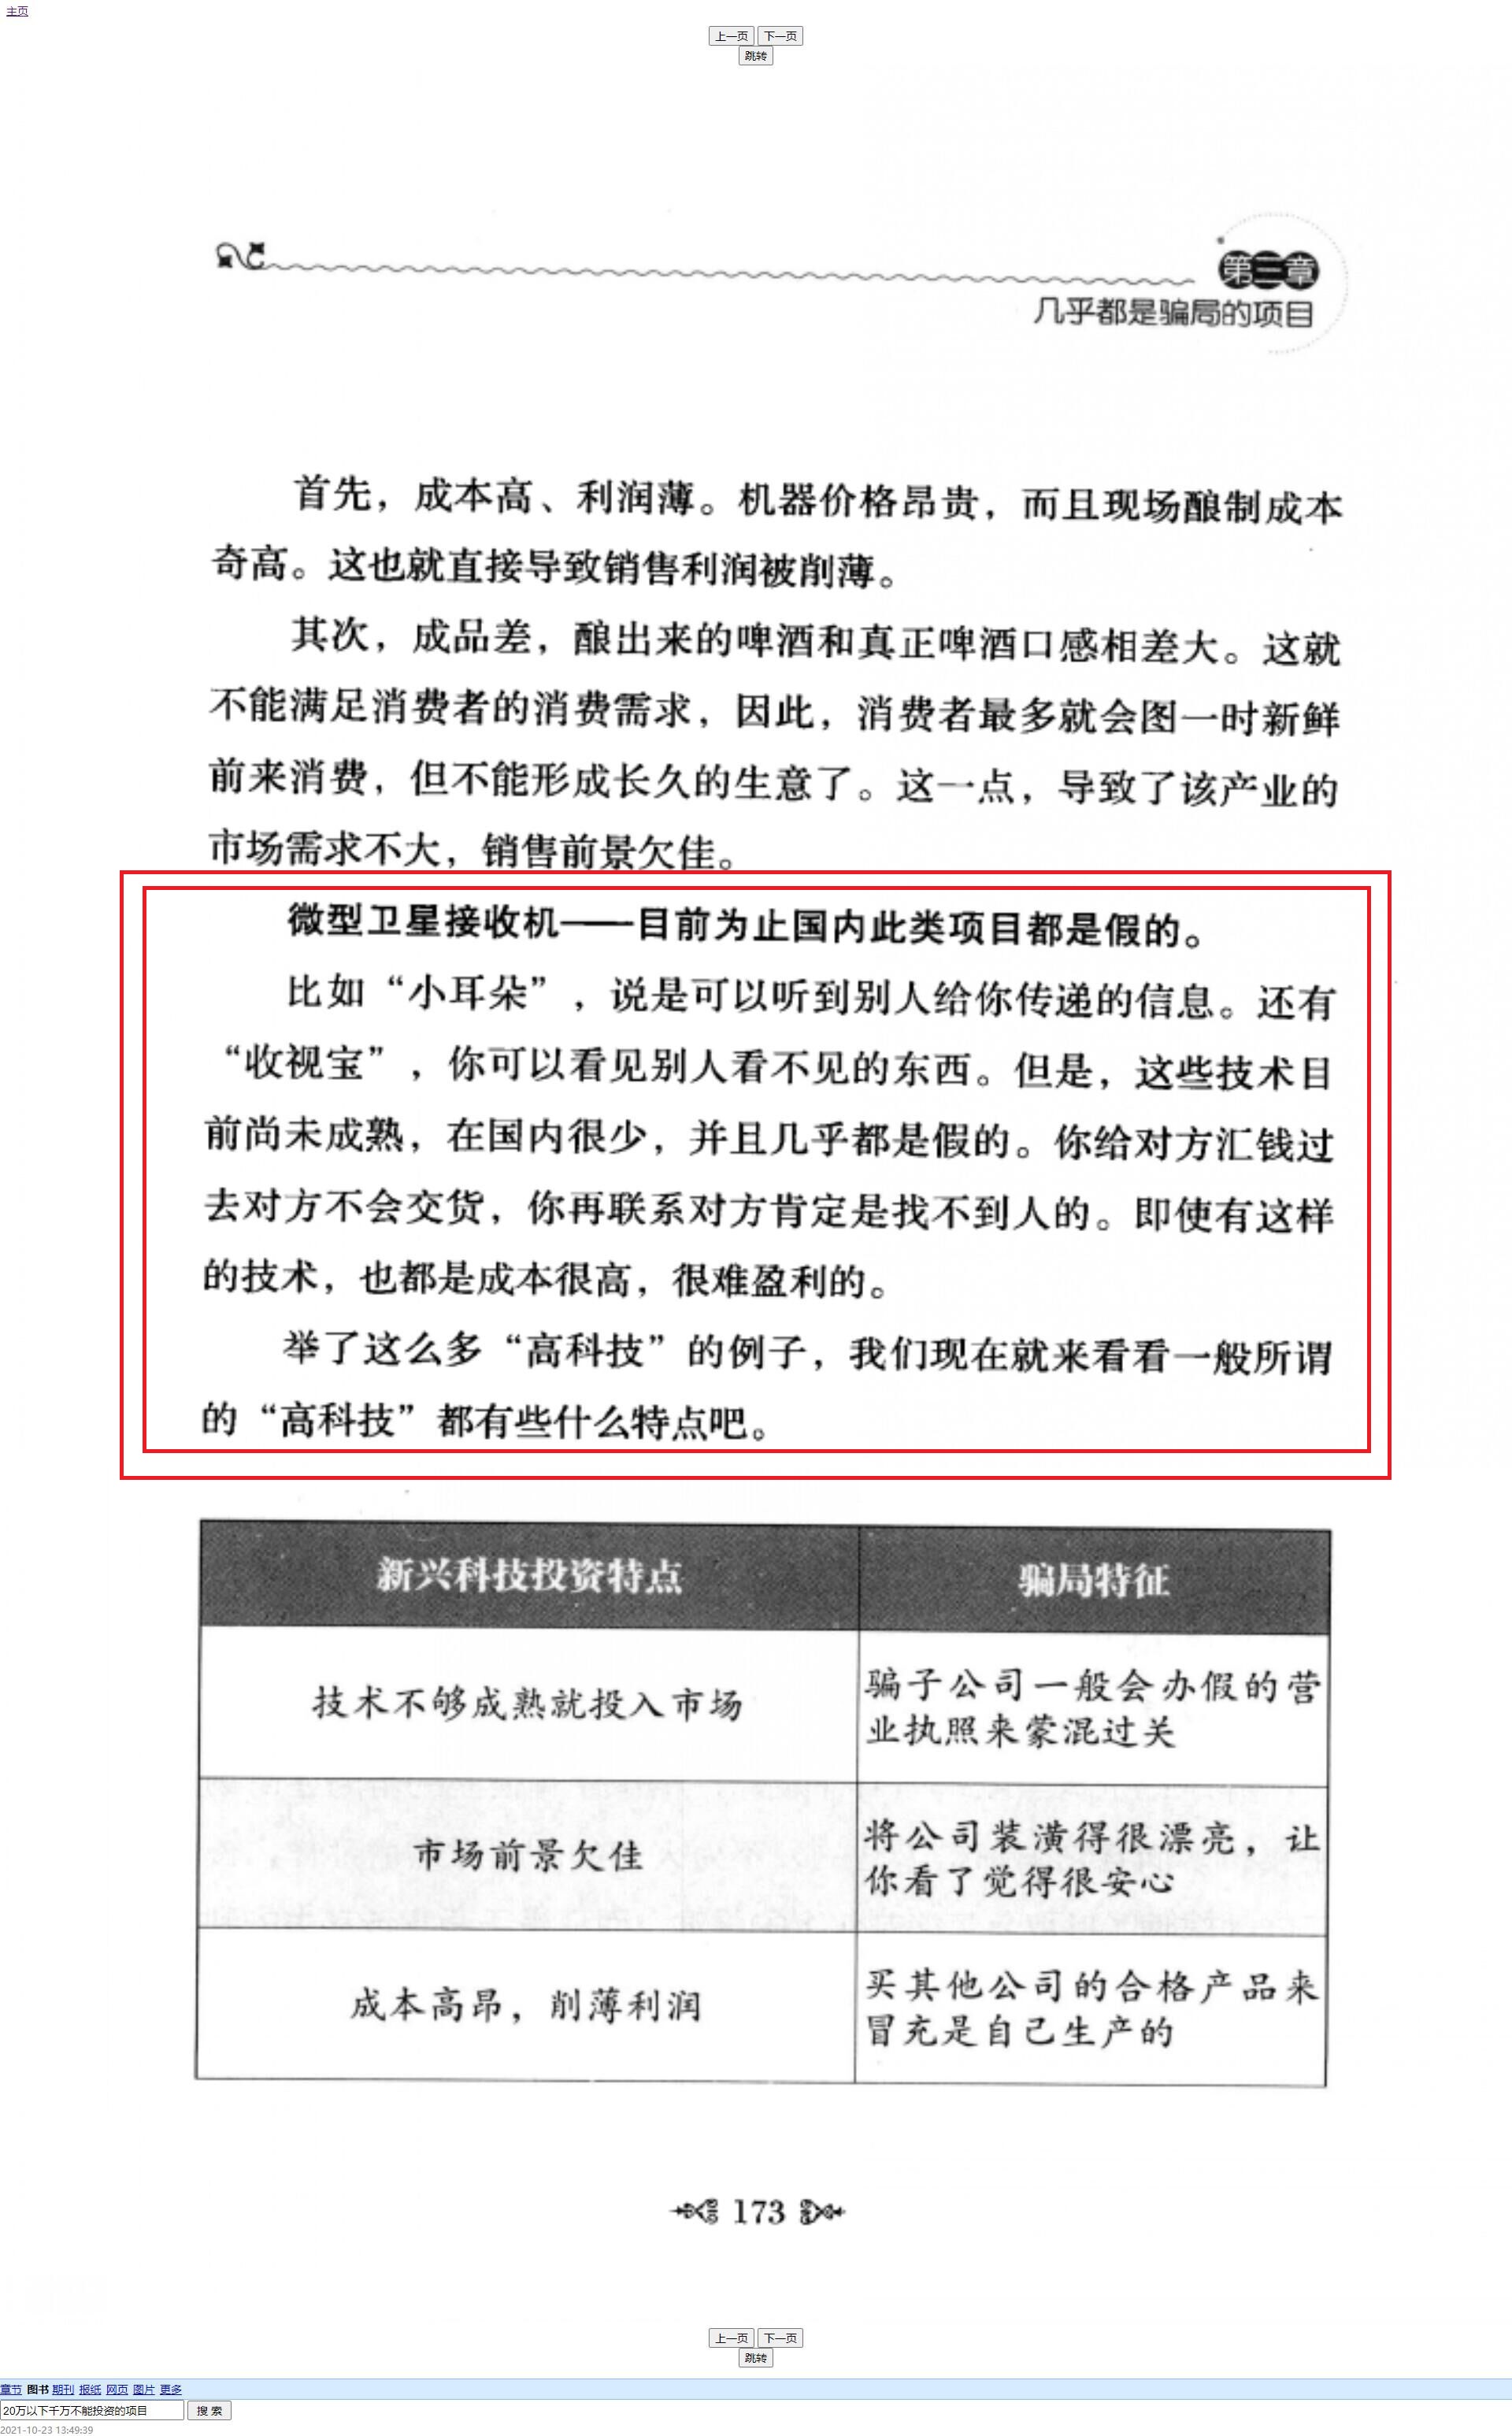 主页
上一页 下一页
跳转
第三章
几乎都是骗局的项目
首先，成本高、利润薄。机器价格昂贵，而且现场酿制成本
奇高。这也就直接导致销售利润被削薄。
其次，成品差，酿出来的啤酒和真正啤酒口感相差大。这就
不能满足消费者的消费需求，因此，消费者最多就会图一时新鲜
前来消费，但不能形成长久的生意了。这一点，导致了该产业的
市场需求不大，销售前景欠佳。
微型卫星接收机——目前为止国内此类项目都是假的。
比如“小耳朵”，说是可以听到别人给你传递的信息。还有
“收视宝”，你可以看见别人看不见的东西。但是，这些技术目
前尚未成熟，在国内很少，并且几乎都是假的。你给对方汇钱过
去对方不会交货，你再联系对方肯定是找不到人的。即使有这样
的技术，也都是成本很高，很难盈利的。
举了这么多“高科技”的例子，我们现在就来看看一般所谓
的“高科技”都有些什么特点吧。
新兴科技投资特点 骗局特征
技术不够成熟就投入市场
骗子公司一般会办假的营
业执照来蒙混过关
市场前景欠佳
将公司装潢得很漂亮，让
你看了觉得很安心
成本高昂，削薄利润
买其他公司的合格产品来
冒充是自己生产的
173
上一页 下一页
跳转
章节 图书 期刊 报纸 网页 图片 更多
20万以下千万不能投资的项目 搜 索
2021-10-23 13:49:39